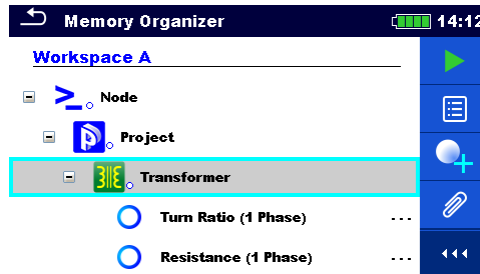 Memory Organizer 14:12
Workspace A
Node
Project
Transformer
Turn Ratio (1 Phase) ...
Resistance (1 Phase) ...